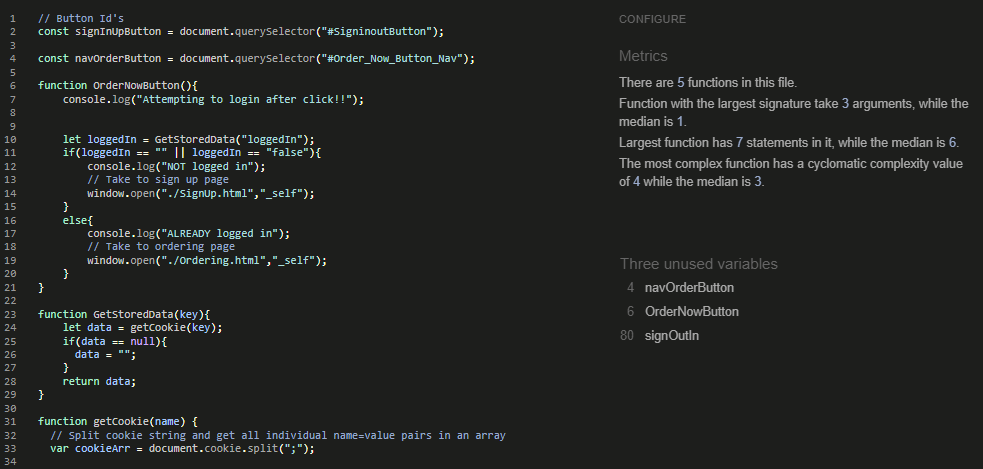 1 // Button Id's
2 const signInUpButton = document.querySelector("#SigninoutButton");
3
4 const navOrderButton = document.querySelector("#Order_Now_Button_Nav");
5
6 function OrderNowButton(){
7 console.log("Attempting to login after click!!");
8
9
10 let loggedIn = GetStoredData("loggedIn");
11 if(loggedIn == "" || loggedIn == "false"){
12 console.log("NOT logged in");
13 // Take to sign up page
14 window.open("./SignUp.html","_self");
15 }
16 else{
17 console.log("ALREADY logged in");
18 // Take to ordering page
19 window.open("./Ordering.html","_self");
20 }
21 }
22
23 function GetStoredData(key){
24 let data = getCookie(key);
25 if(data == null){
26 data = "";
27 }
28 return data;
29 }
30
31 function getCookie(name) {
32 // Split cookie string and get all individual name=value pairs in an array
33 var cookieArr = document.cookie.split(";");
34
CONFIGURE
Metrics
There are 5 functions in this file.
Function with the largest signature take 3 arguments, while the
median is 1.
Largest function has 7 statements in it, while the median is 6.
The most complex function has a cyclomatic complexity value
of 4 while the median is 3.
Three unused variables
4 navOrderButton
6 OrderNowButton
80 signOutIn